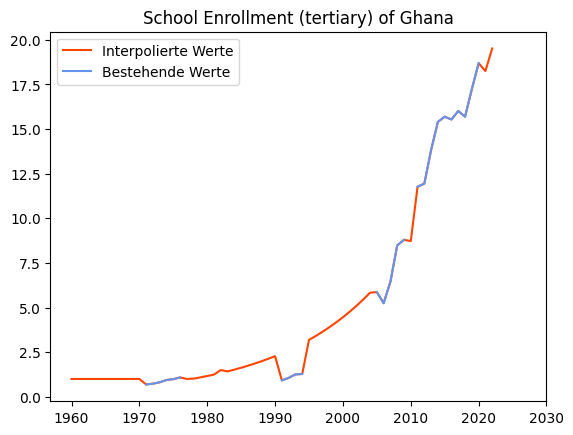 School Enrollment (tertiary) of Ghana
Interpolierte Werte
Bestehende Werte
20.0
17.5
15.0
12.5
10.0
7.5
5.0
2.5
0.0
1960 1970 1980 1990 2000 2010 2020 2030